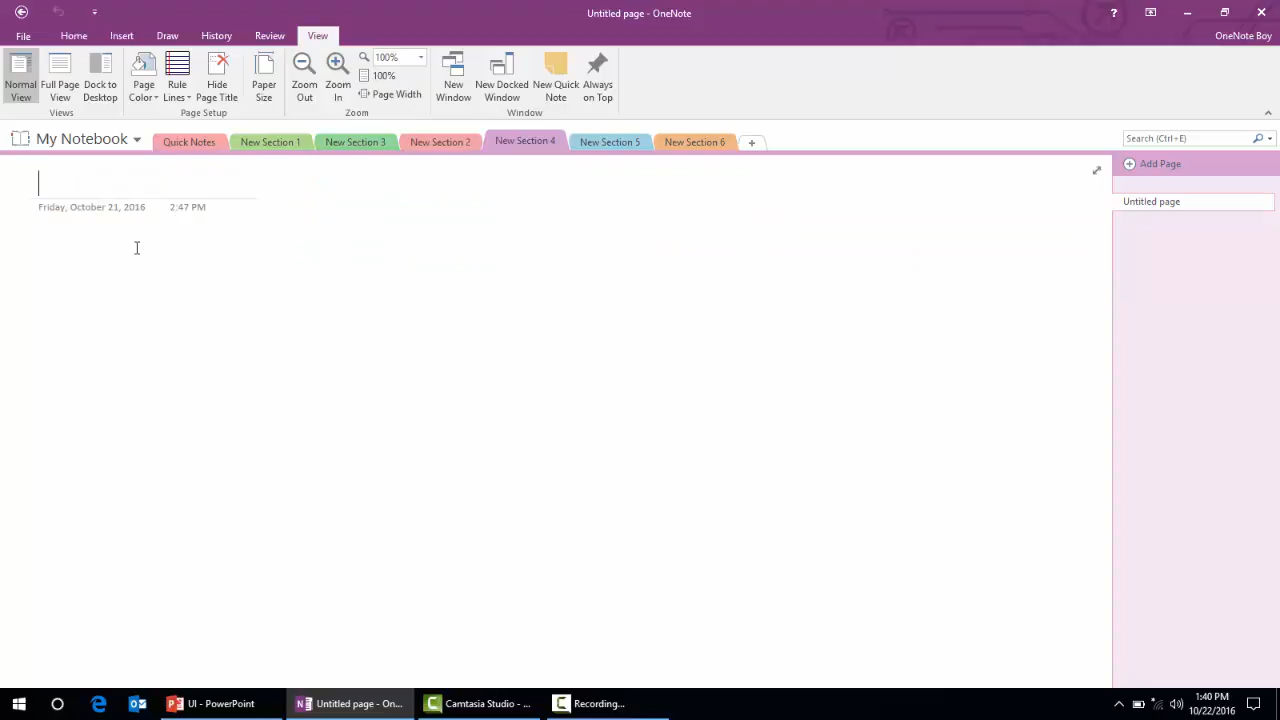 Untitled page - OneNote
?
File Home Insert Draw History Review View OneNote Boy
Normal View
Full Page View
Dock to Desktop
Page Color
Rule Lines
Hide Page Title
Paper Size
Zoom Out
Zoom In
100%
100%
Page Width
New Window
New Docked Window
New Quick Note
Always on Top
Views Page Setup Zoom Window
My Notebook Quick Notes New Section 1 New Section 3 New Section 2 New Section 4 New Section 5 New Section 6 + Search (Ctrl+E)
Add Page
Friday, October 21, 2016 2:47 PM
Untitled page
UI - PowerPoint Untitled page - On... Camtasia Studio - ... Recording...
1:40 PM
10/22/2016